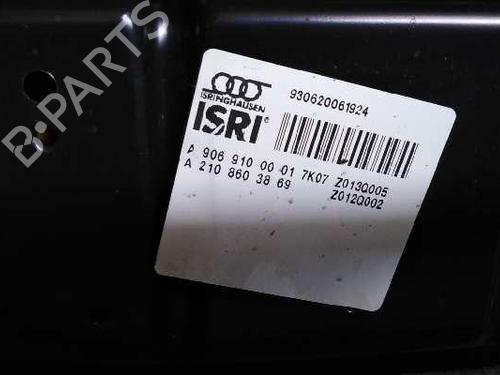 B-PARTS
ISRINGHAUSEN
ISRI®
930620061924
A 906 910 00 01 7K07 Z013Q005
A 210 860 38 69 Z012Q002